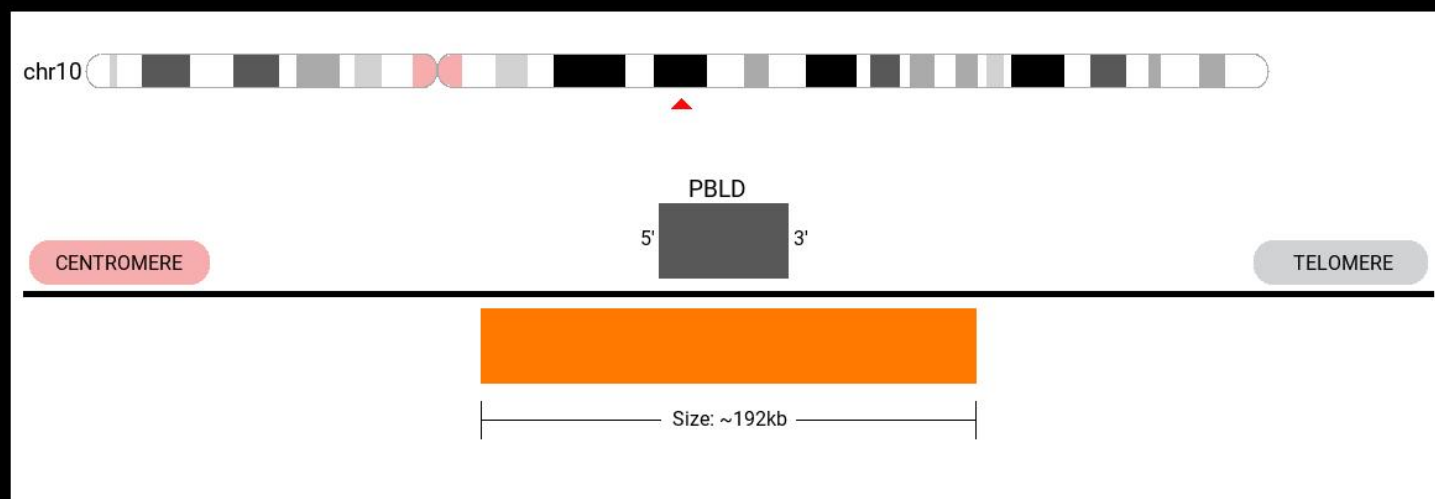 chr10
PBLD
5' 3'
CENTROMERE TELOMERE
Size: ~192kb